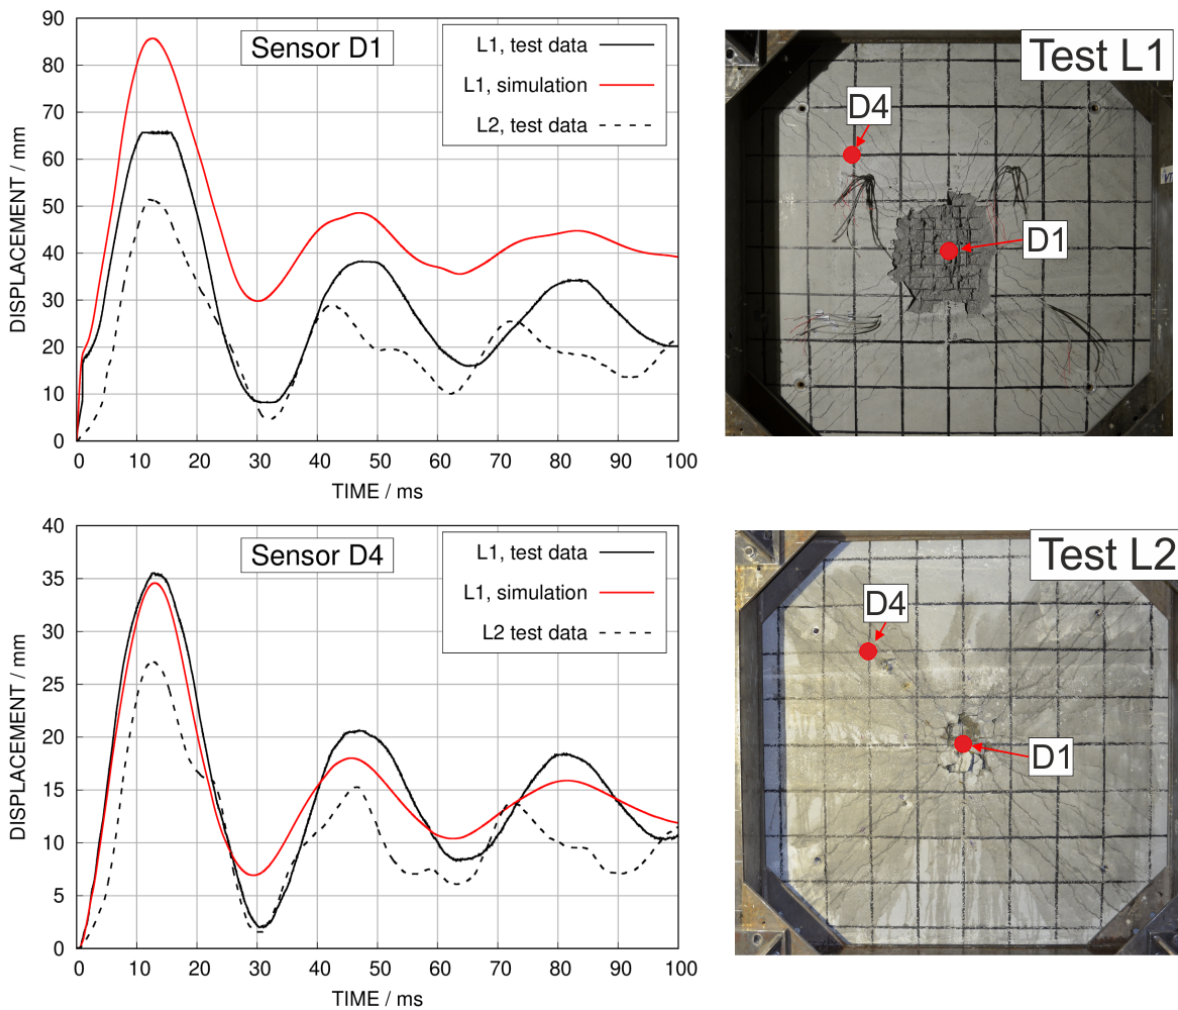 Sensor D1
L1, test data
L1, simulation
L2, test data
DISPLACEMENT / mm
90
80
70
60
50
40
30
20
10
0
0 10 20 30 40 50 60 70 80 90 100
TIME / ms
Test L1
D4
D1
Sensor D4
L1, test data
L1, simulation
L2 test data
DISPLACEMENT / mm
40
35
30
25
20
15
10
5
0
0 10 20 30 40 50 60 70 80 90 100
TIME / ms
Test L2
D4
D1